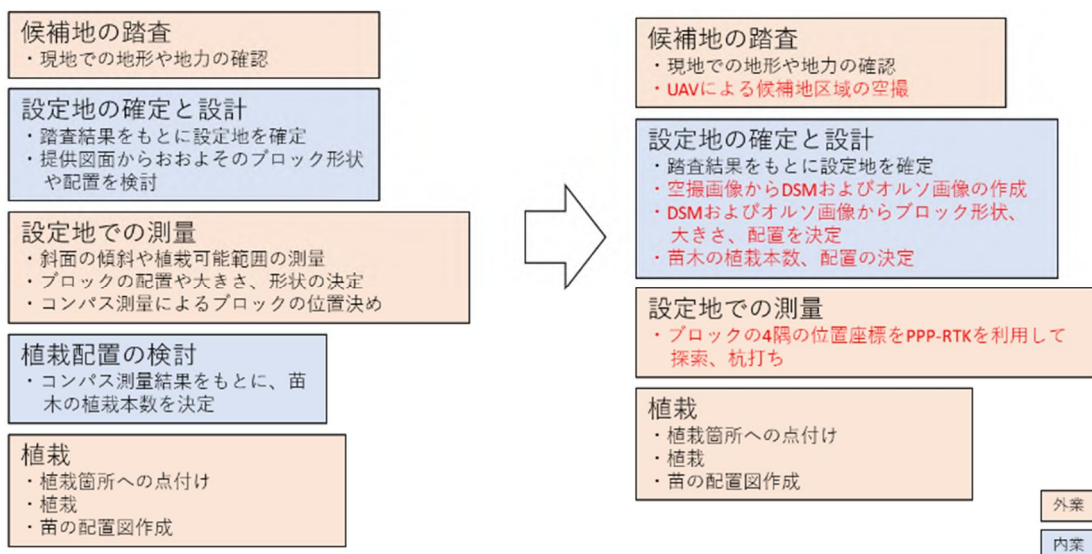 候補地の踏査
・現地での地形や地力の確認
設定地の確定と設計
・踏査結果をもとに設定地を確定
・提供図面からおおよそのブロック形状
や配置を検討
設定地での測量
・斜面の傾斜や植栽可能範囲の測量
・ブロックの配置や大きさ、形状の決定
・コンパス測量によるブロックの位置決め
植栽配置の検討
・コンパス測量結果をもとに、苗
木の植栽本数を決定
植栽
・植栽箇所への点付け
・植栽
・苗の配置図作成
候補地の踏査
・現地での地形や地力の確認
・UAVによる候補地区域の空撮
設定地の確定と設計
・踏査結果をもとに設定地を確定
・空撮画像からDSMおよびオルソ画像の作成
・DSMおよびオルソ画像からブロック形状、
大きさ、配置を決定
・苗木の植栽本数、配置の決定
設定地での測量
・ブロックの4隅の位置座標をPPP-RTKを利用して
探索、杭打ち
植栽
・植栽箇所への点付け
・植栽
・苗の配置図作成
外業
内業